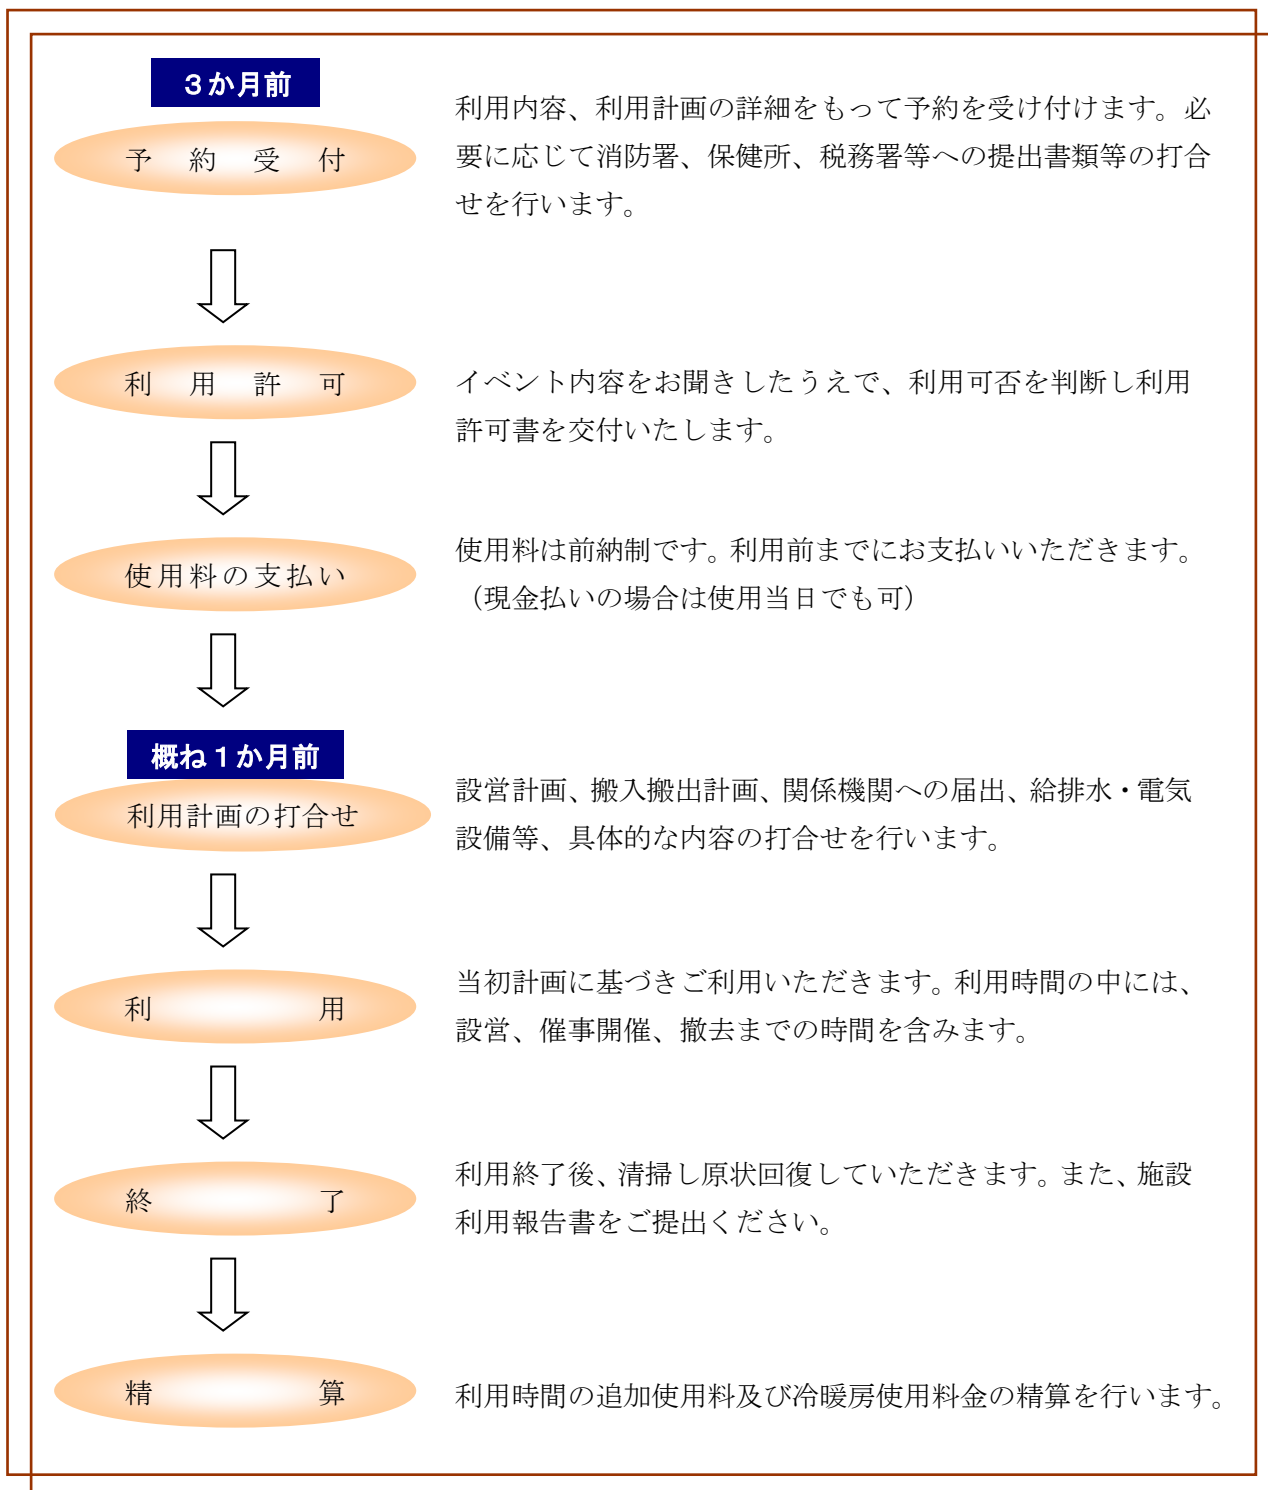 ３か月前
予約受付
利用内容、利用計画の詳細をもって予約を受け付けます。必
要に応じて消防署、保健所、税務署等への提出書類等の打合
せを行います。
利用許可
イベント内容をお聞きしたうえで、利用可否を判断し利用
許可書を交付いたします。
使用料の支払い
使用料は前納制です。利用前までにお支払いいただきます。
（現金払いの場合は使用当日でも可）
概ね１か月前
利用計画の打合せ
設営計画、搬入搬出計画、関係機関への届出、給排水・電気
設備等、具体的な内容の打合せを行います。
利用
当初計画に基づきご利用いただきます。利用時間の中には、
設営、催事開催、撤去までの時間を含みます。
終了
利用終了後、清掃し原状回復していただきます。また、施設
利用報告書をご提出ください。
精算
利用時間の追加使用料及び冷暖房使用料金の精算を行います。